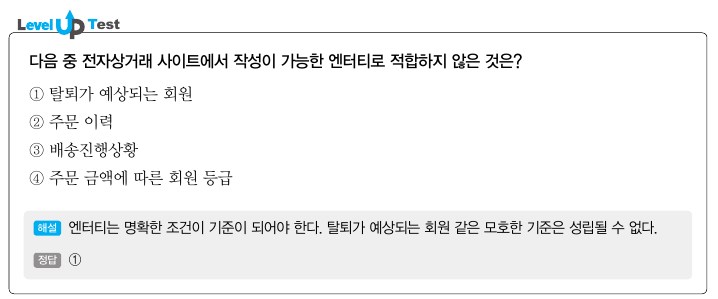 Level Up Test
다음 중 전자상거래 사이트에서 작성이 가능한 엔터티로 적합하지 않은 것은?
① 탈퇴가 예상되는 회원
② 주문 이력
③ 배송진행상황
④ 주문 금액에 따른 회원 등급
해설 엔터티는 명확한 조건이 기준이 되어야 한다. 탈퇴가 예상되는 회원 같은 모호한 기준은 성립될 수 없다.
정답 ①